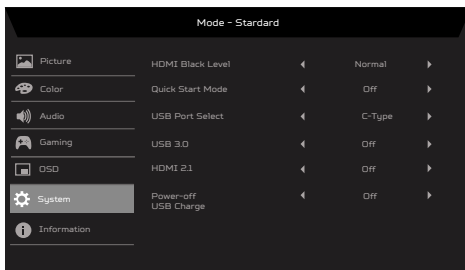 Mode - Stardard
Picture
HDMI Black Level Normal
Color
Quick Start Mode Off
Audio
USB Port Select C-Type
Gaming
USB 3.0 Off
OSD
HDMI 2.1 Off
System
Power-off Off
USB Charge
Information